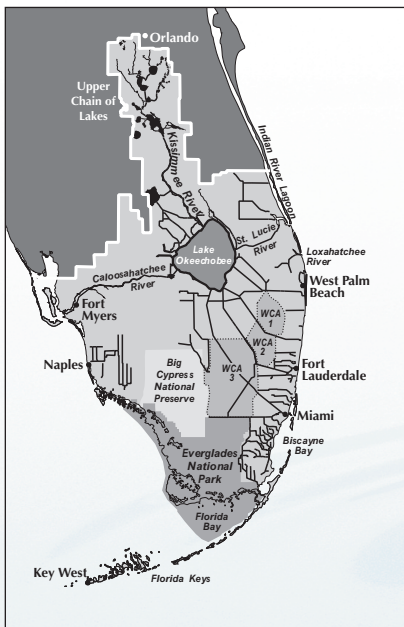 Orlando
Upper
Chain of
Lakes
Kissimmee River
Indian River Lagoon
St. Lucie
River
Lake
Okeechobee
Loxahatchee
River
Caloosahatchee
River
West Palm
Beach
Fort
Myers
WCA
1
WCA
2
WCA
3
Naples
Big
Cypress
National
Preserve
Fort
Lauderdale
Miami
Biscayne
Bay
Everglades
National
Park
Florida
Bay
Key West
Florida Keys